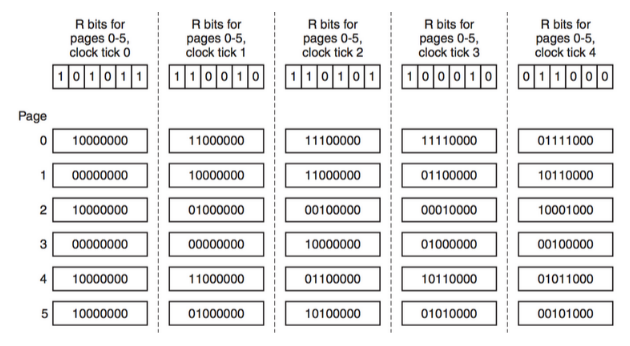 R bits for pages 0-5, clock tick 0
R bits for pages 0-5, clock tick 1
R bits for pages 0-5, clock tick 2
R bits for pages 0-5, clock tick 3
R bits for pages 0-5, clock tick 4
1 0 1 0 1 1
1 1 0 0 1 0
1 1 0 1 0 1
1 0 0 0 1 0
0 1 1 0 0 0
Page
0 10000000 11000000 11100000 11110000 01111000
1 00000000 10000000 11000000 01100000 10110000
2 10000000 01000000 00100000 00010000 10001000
3 00000000 00000000 10000000 01000000 00100000
4 10000000 11000000 01100000 10110000 01011000
5 10000000 01000000 10100000 01010000 00101000